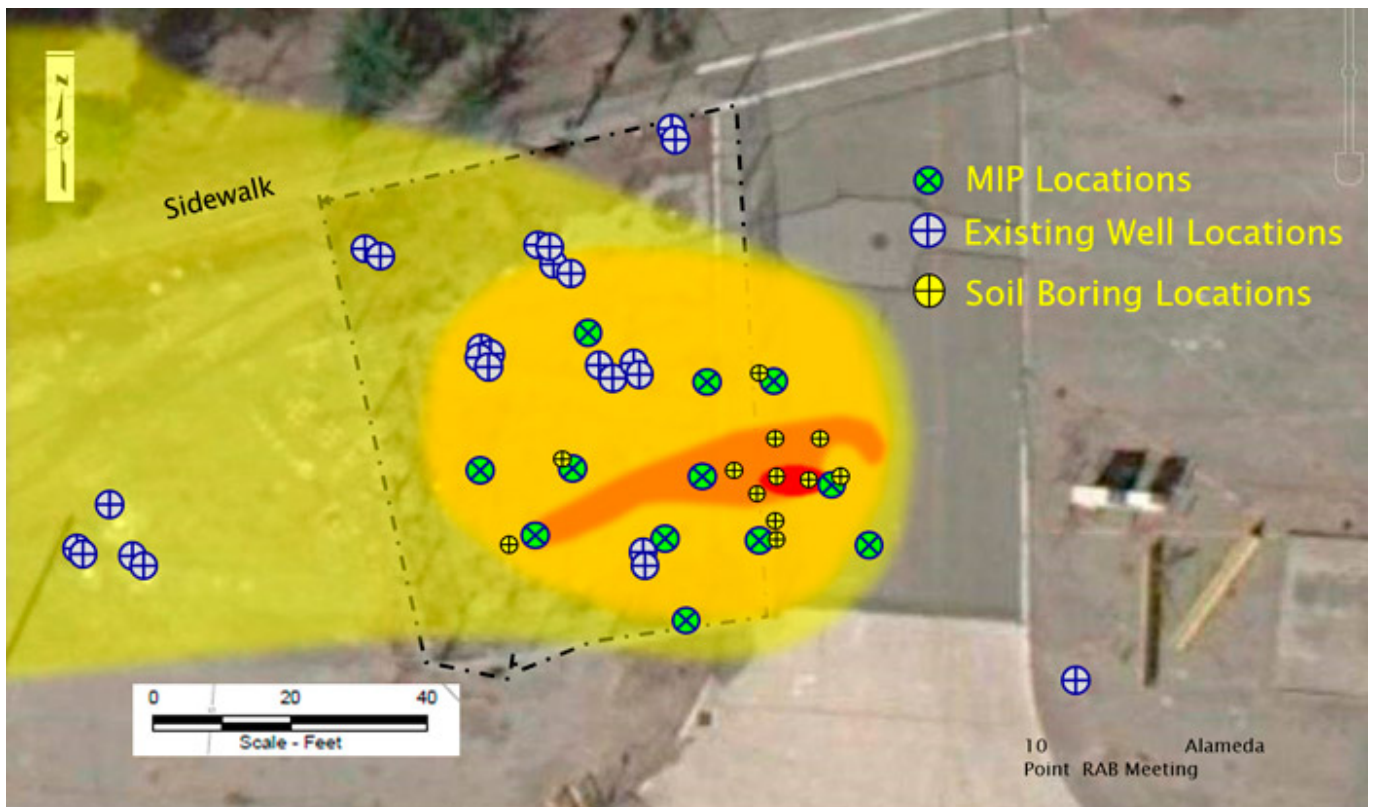 N
Sidewalk
MIP Locations
Existing Well Locations
Soil Boring Locations
0 20 40
Scale - Feet
10 Alameda
Point RAB Meeting